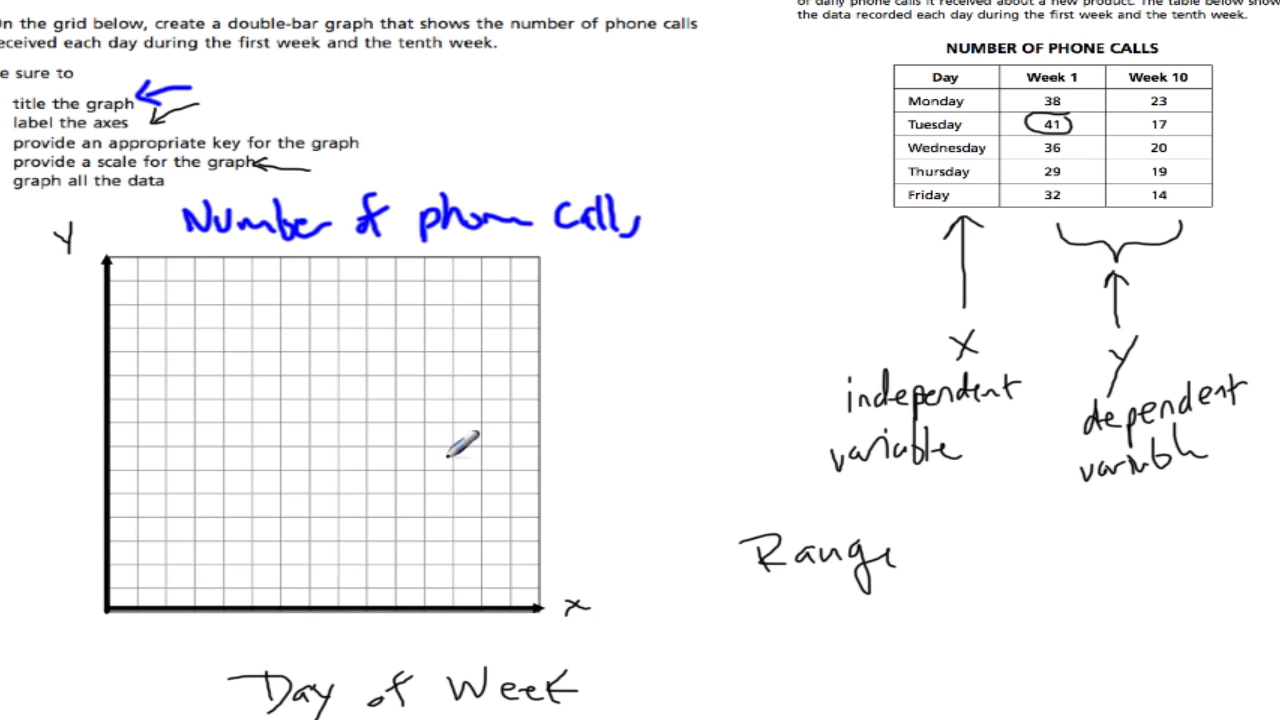 n the grid below, create a double-bar graph that shows the number of phone calls
eceived each day during the first week and the tenth week.
e sure to
title the graph
label the axes
provide an appropriate key for the graph
provide a scale for the graph
graph all the data
Number of phone calls
Y
x
Day of Week
of daily phone calls it received about a new product. The table below show
the data recorded each day during the first week and the tenth week.
NUMBER OF PHONE CALLS
Day Week 1 Week 10
Monday 38 23
Tuesday 41 17
Wednesday 36 20
Thursday 29 19
Friday 32 14
X Y
independent dependent
variable variable
Range